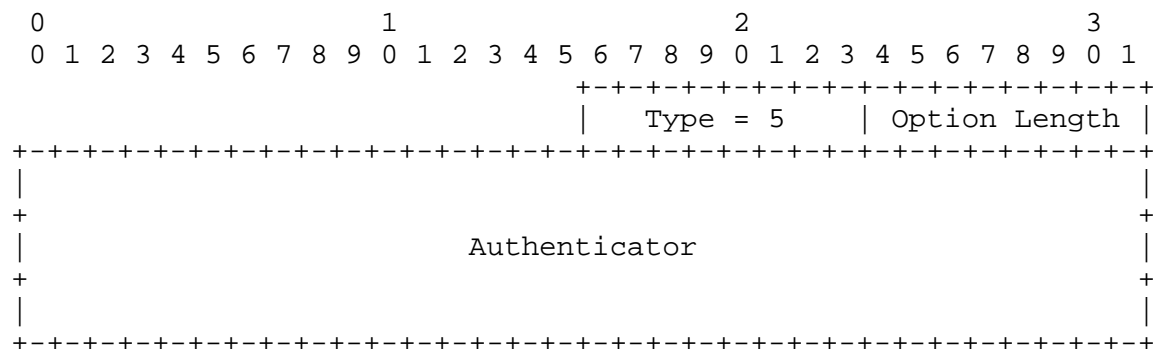 0                   1                   2                   3
 0 1 2 3 4 5 6 7 8 9 0 1 2 3 4 5 6 7 8 9 0 1 2 3 4 5 6 7 8 9 0 1
                                +-+-+-+-+-+-+-+-+-+-+-+-+-+-+-+-+
                                |   Type = 5    | Option Length |
+-+-+-+-+-+-+-+-+-+-+-+-+-+-+-+-+-+-+-+-+-+-+-+-+-+-+-+-+-+-+-+-+
|                                                               |
+                                                               +
|                         Authenticator                         |
+                                                               +
|                                                               |
+-+-+-+-+-+-+-+-+-+-+-+-+-+-+-+-+-+-+-+-+-+-+-+-+-+-+-+-+-+-+-+-+